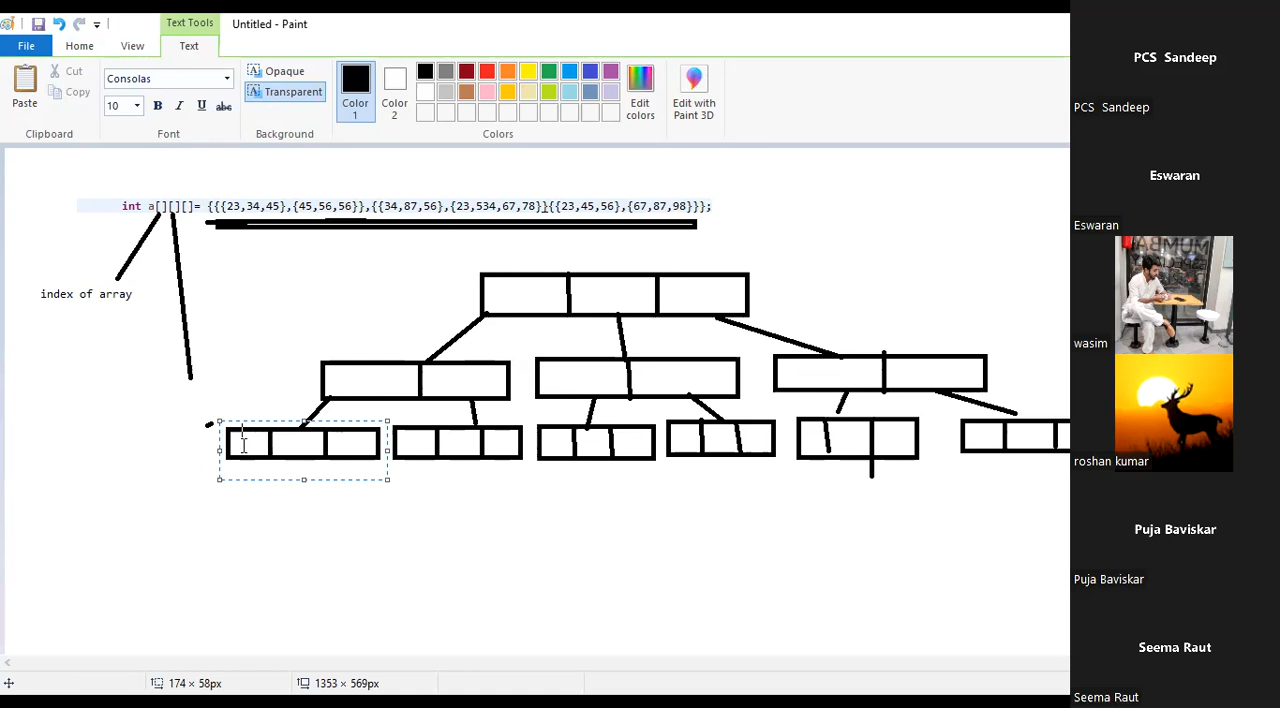 Text Tools
Untitled - Paint
File
Home
View
Text
Paste
Cut
Copy
Clipboard
Consolas
10
B I U abc
Font
Opaque
Transparent
Background
Color 1
Color 2
Edit colors
Colors
Edit with Paint 3D
int a[][][]= {{{23,34,45},{45,56,56}},{{34,87,56},{23,534,67,78}}{{23,45,56},{67,87,98}}};
index of array
174 × 58px
1353 × 569px
PCS Sandeep
PCS Sandeep
Eswaran
Eswaran
MUMBAI
wasim
roshan kumar
Puja Baviskar
Puja Baviskar
Seema Raut
Seema Raut